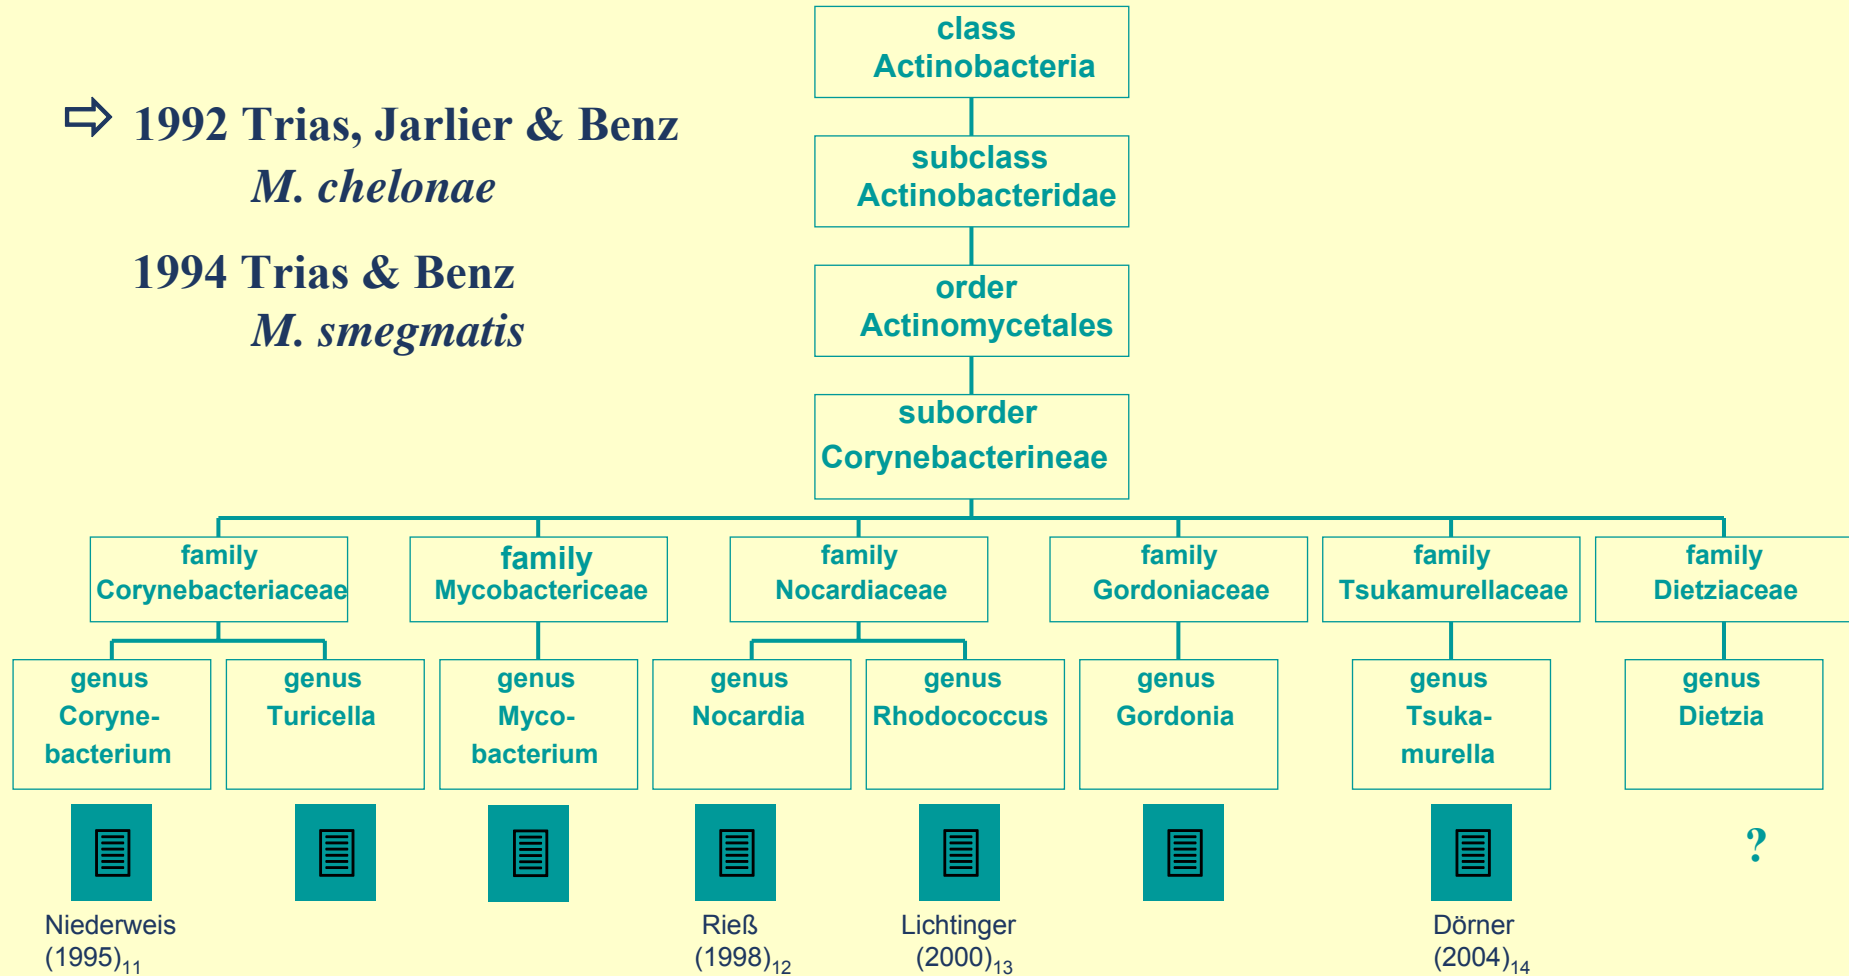 class
Actinobacteria
⇨ 1992 Trias, Jarlier & Benz
M. chelonae
1994 Trias & Benz
M. smegmatis
subclass
Actinobacteridae
order
Actinomycetales
suborder
Corynebacterineae
family
Corynebacteriaceae
family
Mycobactericeae
family
Nocardiaceae
family
Gordoniaceae
family
Tsukamurellaceae
family
Dietziaceae
genus
Coryne-
bacterium
genus
Turicella
genus
Myco-
bacterium
genus
Nocardia
genus
Rhodococcus
genus
Gordonia
genus
Tsuka-
murella
genus
Dietzia
?
Niederweis
(1995)11
Rieß
(1998)12
Lichtinger
(2000)13
Dörner
(2004)14